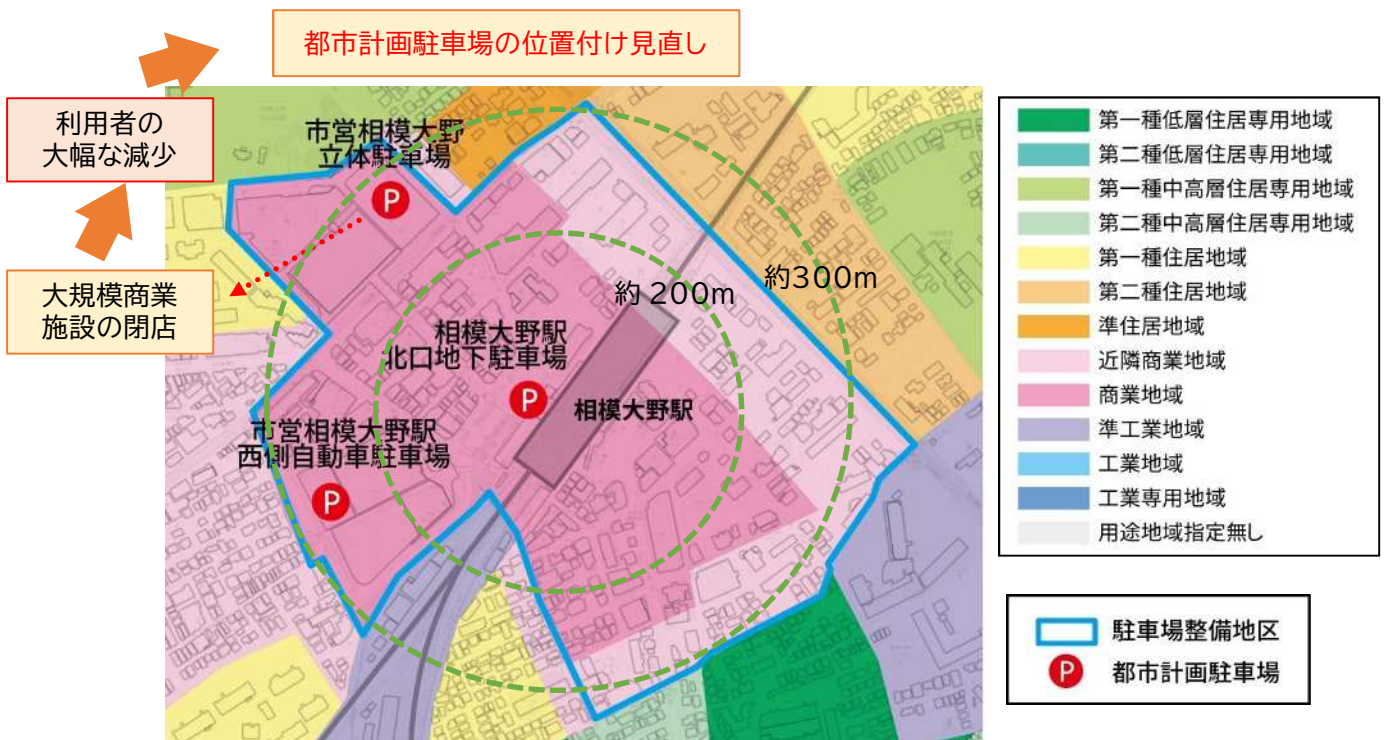 都市計画駐車場の位置付け見直し
利用者の
大幅な減少
大規模商業
施設の閉店
市営相模大野
立体駐車場
P
約200m
約300m
相模大野駅
北口地下駐車場
P
相模大野駅
市営相模大野駅
西側自動車駐車場
P
第一種低層住居専用地域
第二種低層住居専用地域
第一種中高層住居専用地域
第二種中高層住居専用地域
第一種住居地域
第二種住居地域
準住居地域
近隣商業地域
商業地域
準工業地域
工業地域
工業専用地域
用途地域指定無し
駐車場整備地区
P 都市計画駐車場